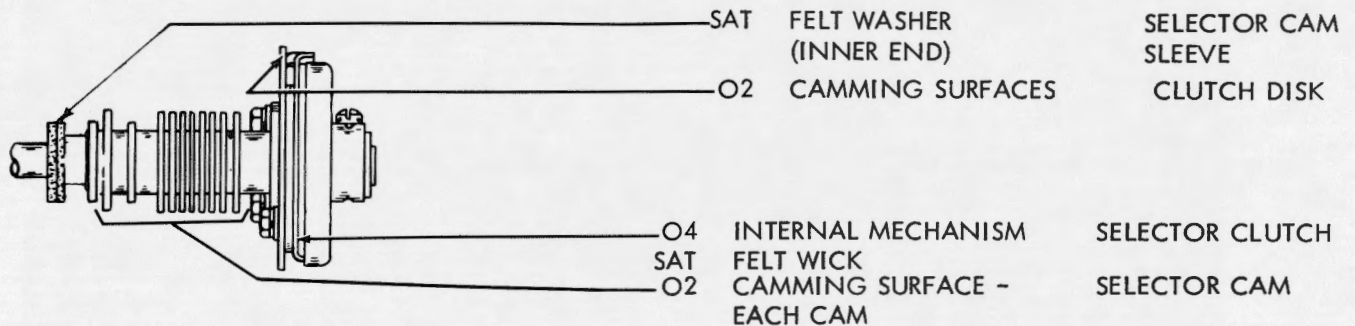 SAT FELT WASHER SELECTOR CAM
(INNER END) SLEEVE
O2 CAMMING SURFACES CLUTCH DISK
O4 INTERNAL MECHANISM SELECTOR CLUTCH
SAT FELT WICK
O2 CAMMING SURFACE - SELECTOR CAM
EACH CAM